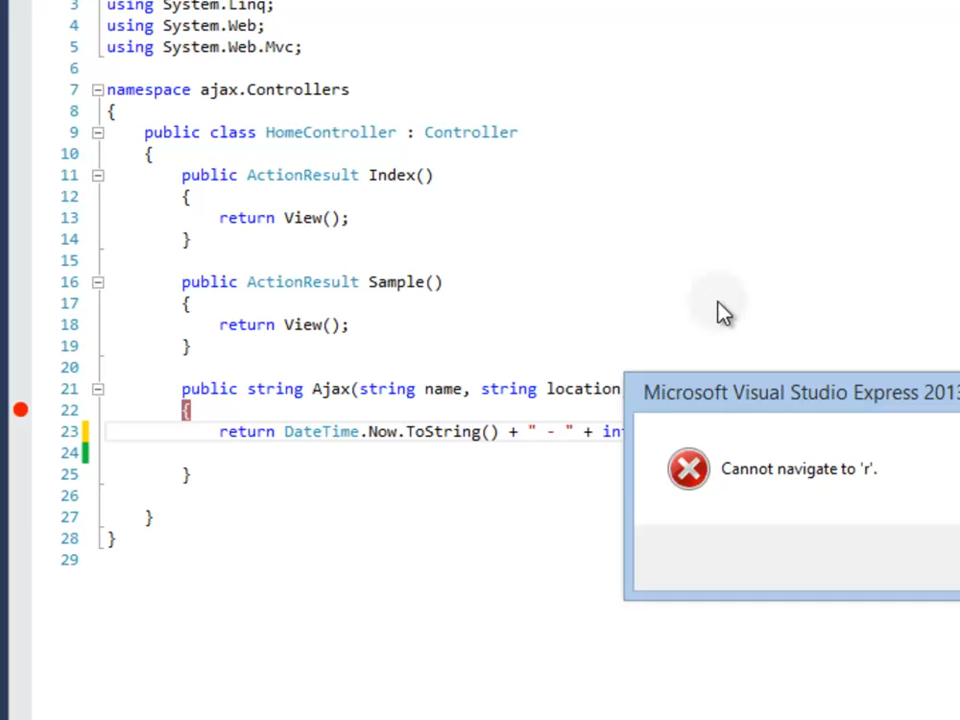 3 using System.Linq;
4 using System.Web;
5 using System.Web.Mvc;
6
7 namespace ajax.Controllers
8 {
9 public class HomeController : Controller
10 {
11 public ActionResult Index()
12 {
13 return View();
14 }
15
16 public ActionResult Sample()
17 {
18 return View();
19 }
20
21 public string Ajax(string name, string location
22 {
23 return DateTime.Now.ToString() + " - " + in
24
25 }
26
27 }
28 }
29
Microsoft Visual Studio Express 2013
Cannot navigate to 'r'.